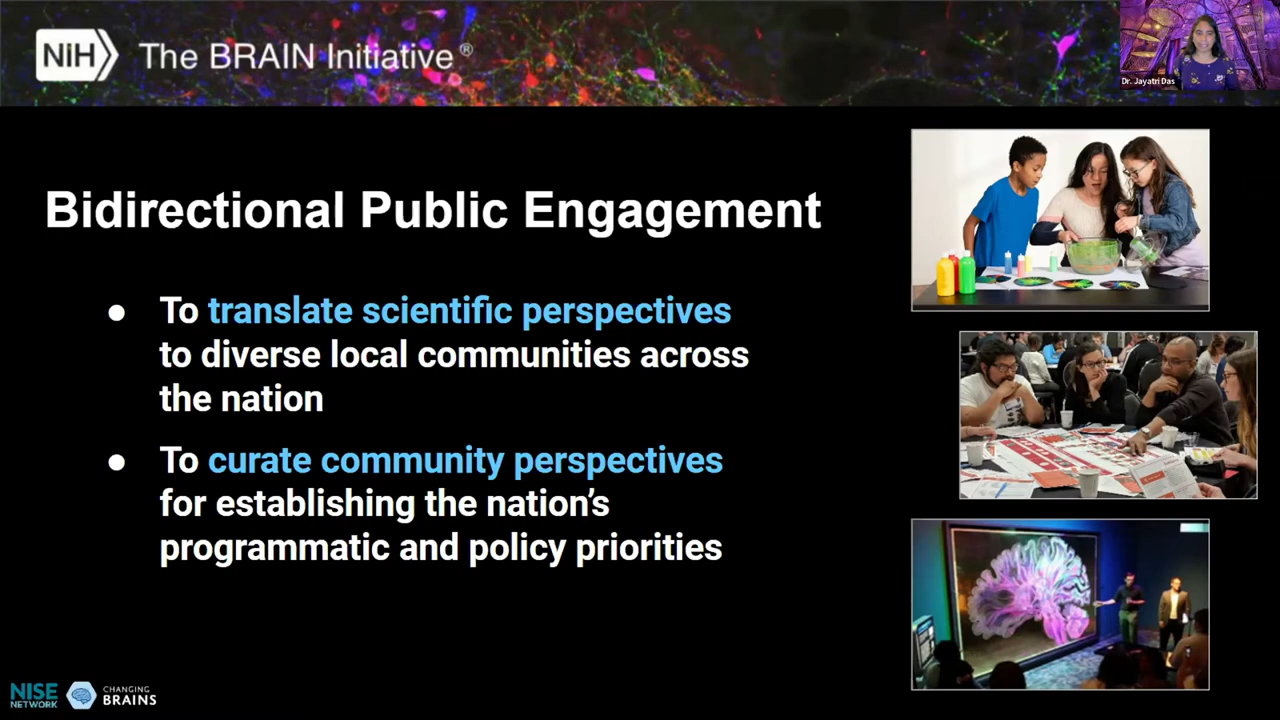 NIH The BRAIN Initiative®
Dr. Jayatri Das
Bidirectional Public Engagement
● To translate scientific perspectives
to diverse local communities across
the nation
● To curate community perspectives
for establishing the nation's
programmatic and policy priorities
NISE
NETWORK
CHANGING
BRAINS